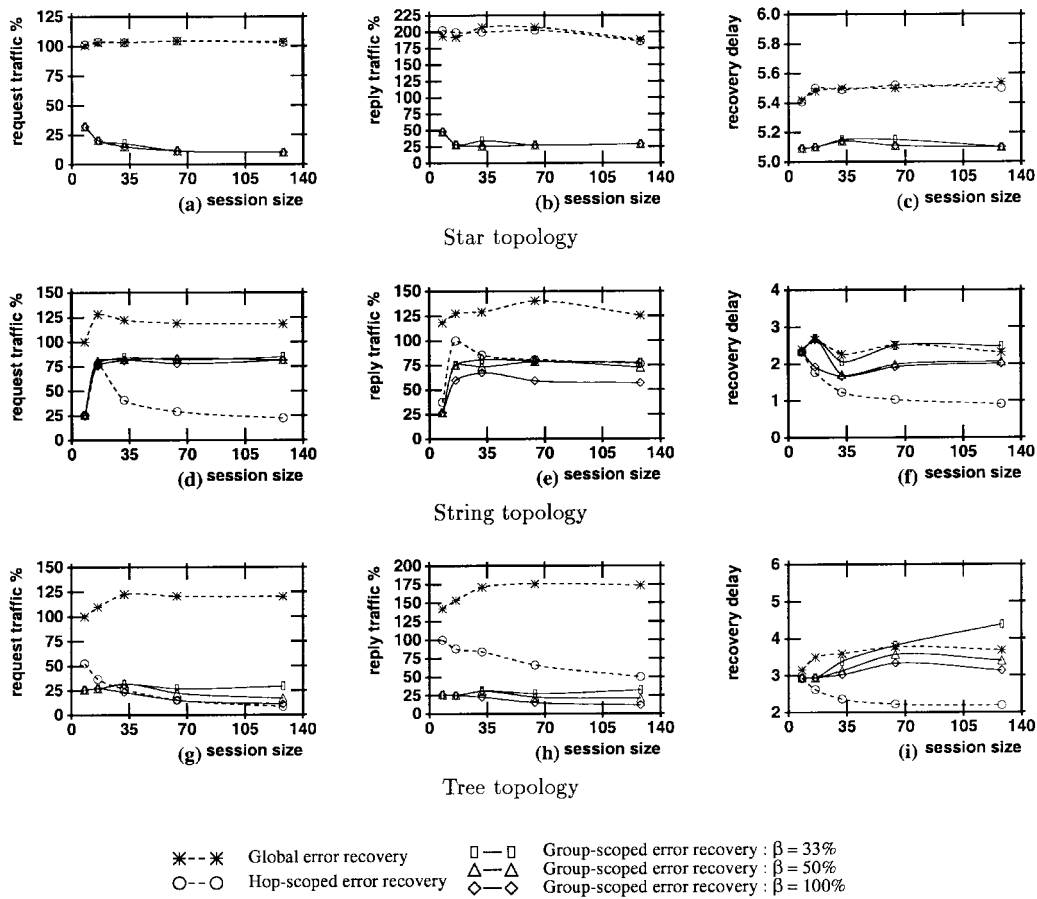 request traffic %
125
100
75
50
25
0
0 35 70 105 140
(a) session size
reply traffic %
225
200
175
150
125
100
75
50
25
0
0 35 70 105 140
(b) session size
recovery delay
6.0
5.8
5.6
5.4
5.2
5.0
0 35 70 105 140
(c) session size
Star topology
request traffic %
150
125
100
75
50
25
0
0 35 70 105 140
(d) session size
reply traffic %
150
125
100
75
50
25
0
0 35 70 105 140
(e) session size
recovery delay
4
3
2
1
0
0 35 70 105 140
(f) session size
String topology
request traffic %
150
125
100
75
50
25
0
0 35 70 105 140
(g) session size
reply traffic %
200
175
150
125
100
75
50
25
0
0 35 70 105 140
(h) session size
recovery delay
6
5
4
3
2
0 35 70 105 140
(i) session size
Tree topology
Global error recovery
Hop-scoped error recovery
Group-scoped error recovery : β = 33%
Group-scoped error recovery : β = 50%
Group-scoped error recovery : β = 100%